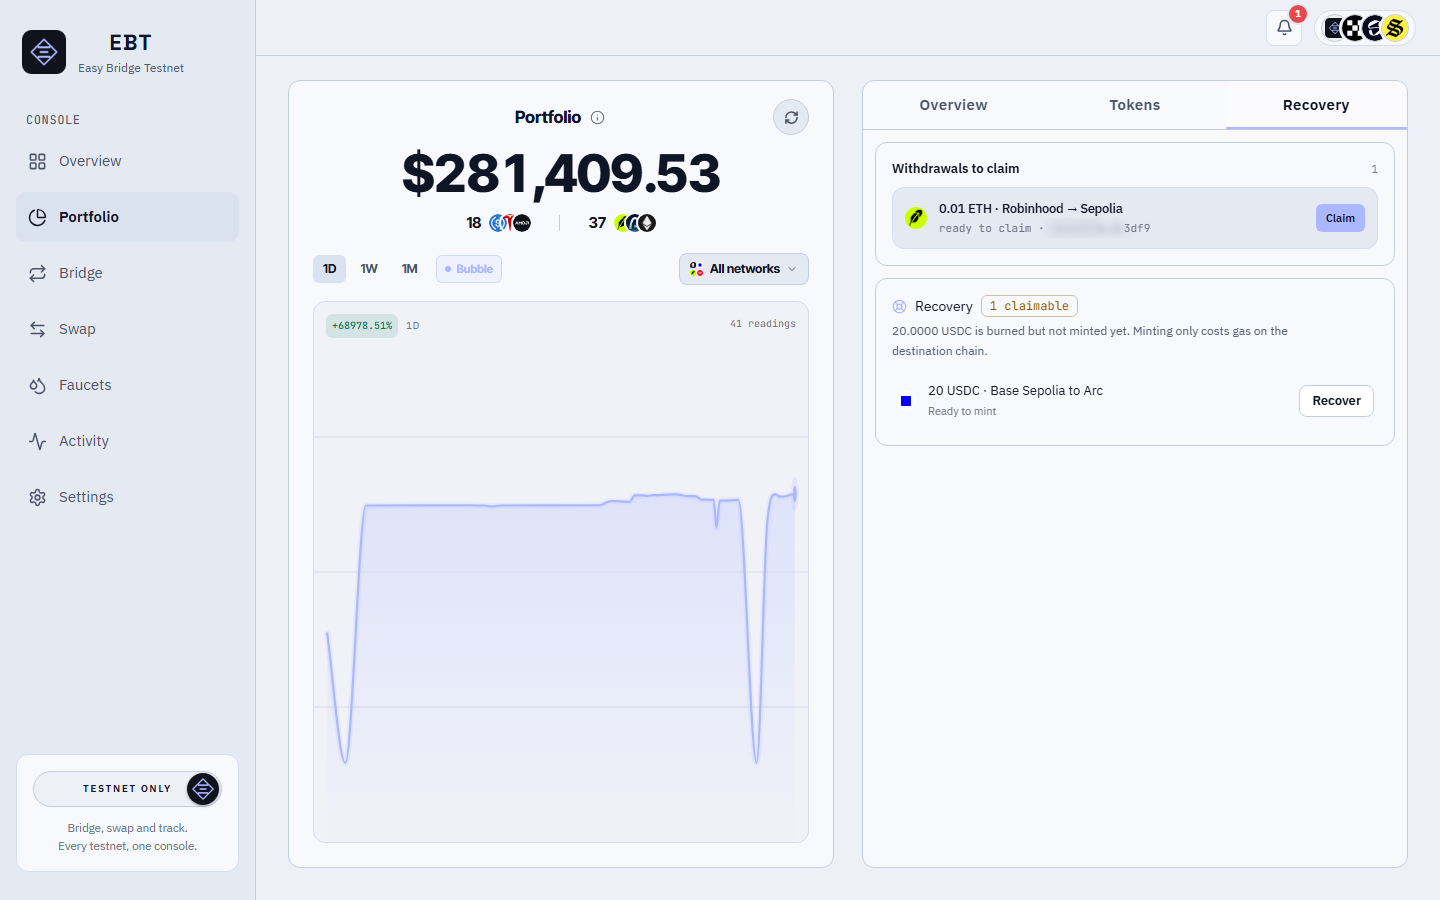 EBT
Easy Bridge Testnet
CONSOLE
Overview
Portfolio
Bridge
Swap
Faucets
Activity
Settings
TESTNET ONLY
Bridge, swap and track.
Every testnet, one console.
1
Portfolio
$281,409.53
18
AMD
37
1D
1W
1M
Bubble
All networks
+68978.51%
1D
41 readings
Overview
Tokens
Recovery
Withdrawals to claim
1
0.01 ETH · Robinhood → Sepolia
ready to claim ·
3df9
Claim
Recovery
1 claimable
20.0000 USDC is burned but not minted yet. Minting only costs gas on the
destination chain.
20 USDC · Base Sepolia to Arc
Ready to mint
Recover